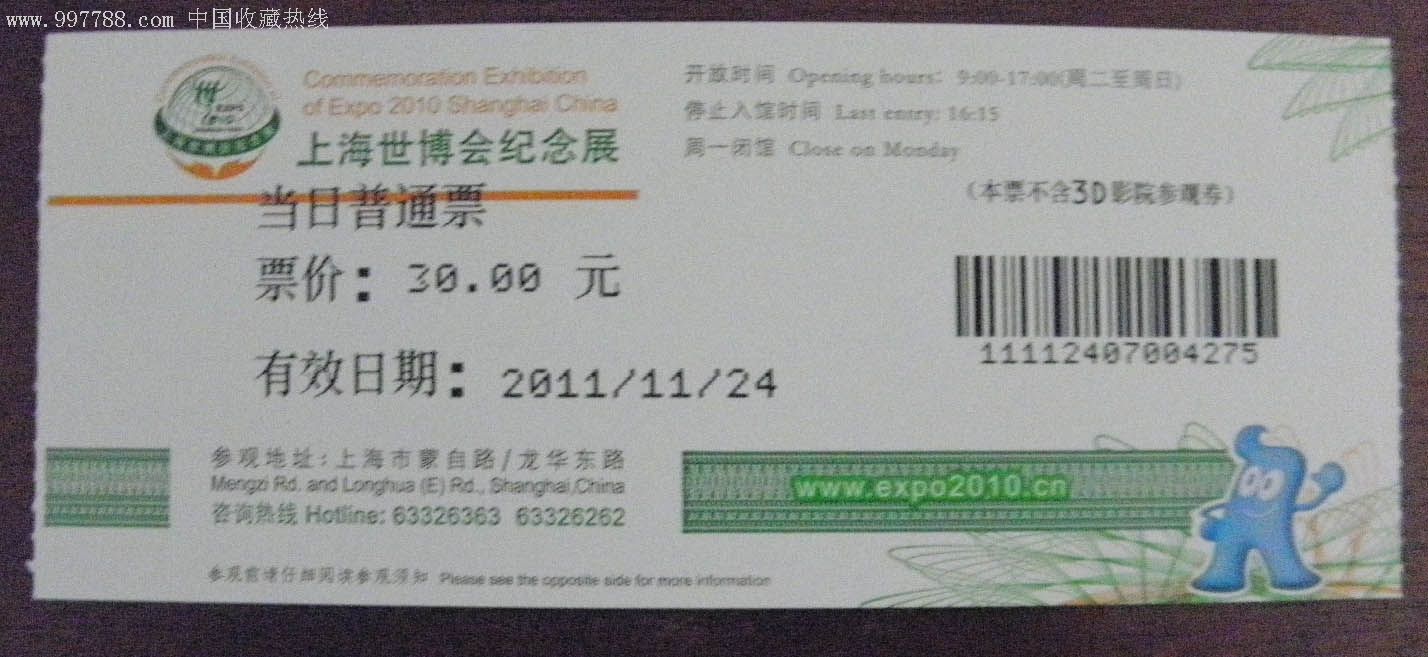 www.997788.com 中国收藏热线
Commemoration Exhibition
of Expo 2010 Shanghai China
上海世博会纪念展
EXPO
当日普通票
票价: 30.00 元
有效日期: 2011/11/24
开放时间 Opening hours: 9:00-17:00(周二至周日)
停止入馆时间 Last entry: 16:15
周一闭馆 Close on Monday
(本票不含3D影院参观券)
11112407004275
参观地址:上海市蒙自路/龙华东路
Mengzi Rd. and Longhua (E) Rd., Shanghai,China
咨询热线 Hotline: 63326363 63326262
www.expo2010.cn
参观前请仔细阅读参观须知 Please see the opposite side for more information